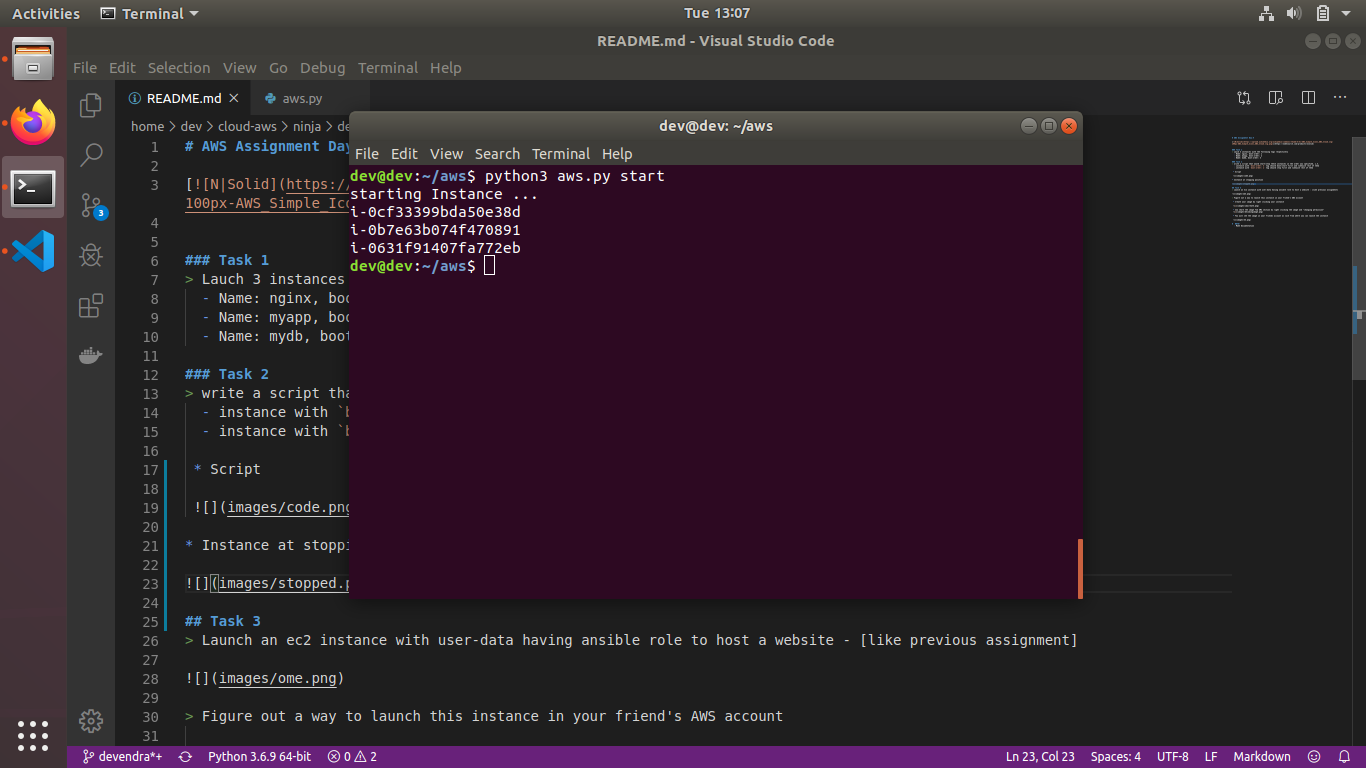 Activities Terminal Tue 13:07
README.md - Visual Studio Code
File Edit Selection View Go Debug Terminal Help
README.md aws.py
home > dev > cloud-aws > ninja > de
dev@dev: ~/aws
File Edit View Search Terminal Help
dev@dev:~/aws$ python3 aws.py start
starting Instance ...
i-0cf33399bda50e38d
i-0b7e63b074f470891
i-0631f91407fa772eb
dev@dev:~/aws$
1 # AWS Assignment Day
2
3 [![N|Solid](https:/
100px-AWS_Simple_Ico
4
5
6 ### Task 1
7 > Lauch 3 instances
8 - Name: nginx, boo
9 - Name: myapp, boo
10 - Name: mydb, boot
11
12 ### Task 2
13 > write a script tha
14 - instance with `b
15 - instance with `b
16
17 * Script
18
19 ![](images/code.png
20
21 * Instance at stoppi
22
23 ![](images/stopped.p
24
25 ## Task 3
26 > Launch an ec2 instance with user-data having ansible role to host a website - [like previous assignment]
27
28 ![](images/ome.png)
29
30 > Figure out a way to launch this instance in your friend's AWS account
31
3
devendra*+ Python 3.6.9 64-bit 0 2 Ln 23, Col 23 Spaces: 4 UTF-8 LF Markdown